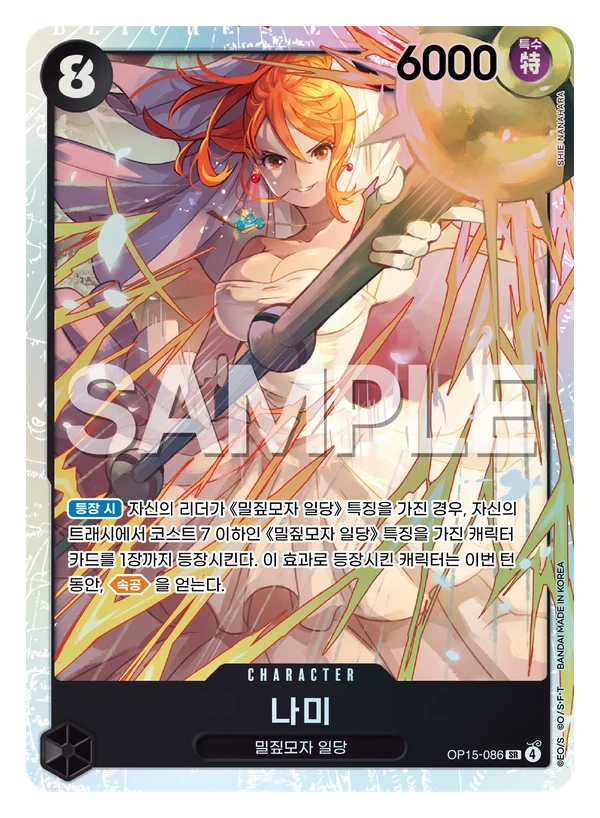 8
6000
특수
特
SHIE NANAHARA
SAMPLE
등장 시 자신의 리더가 《밀짚모자 일당》 특징을 가진 경우, 자신의
트래시에서 코스트 7 이하인 《밀짚모자 일당》 특징을 가진 캐릭터
카드를 1장까지 등장시킨다. 이 효과로 등장시킨 캐릭터는 이번 턴
동안, 속공 을 얻는다.
CHARACTER
나미
밀짚모자 일당
OP15-086 SR 4
©EO/S ©O/S·F·T BANDAI MADE IN KOREA